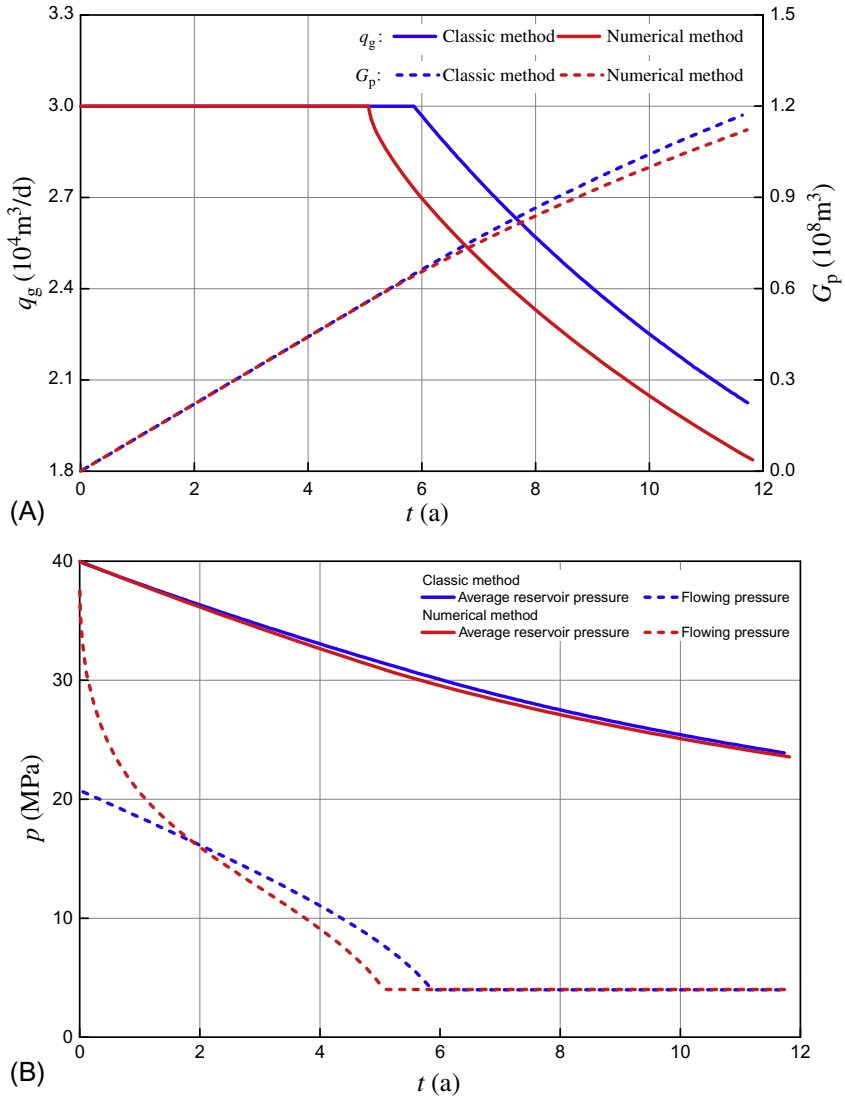 3.3
3.0
2.7
2.4
2.1
1.8
q_g (10^4 m^3/d)
q_g: Classic method Numerical method
G_p: Classic method Numerical method
1.5
1.2
0.9
0.6
0.3
0.0
G_p (10^8 m^3)
0 2 4 6 8 10 12
t (a)
(A)
40
30
20
10
0
p (MPa)
Classic method
Average reservoir pressure Flowing pressure
Numerical method
Average reservoir pressure Flowing pressure
0 2 4 6 8 10 12
t (a)
(B)